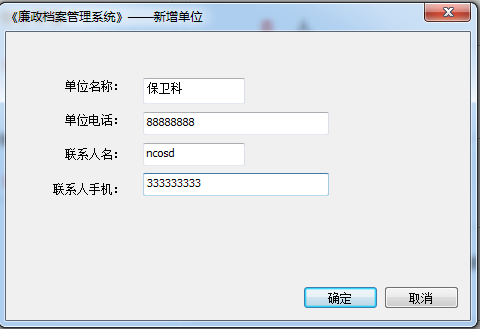 《廉政档案管理系统》——新增单位
单位名称： 保卫科
单位电话： 88888888
联系人名： ncosd
联系人手机： 333333333
确定 取消